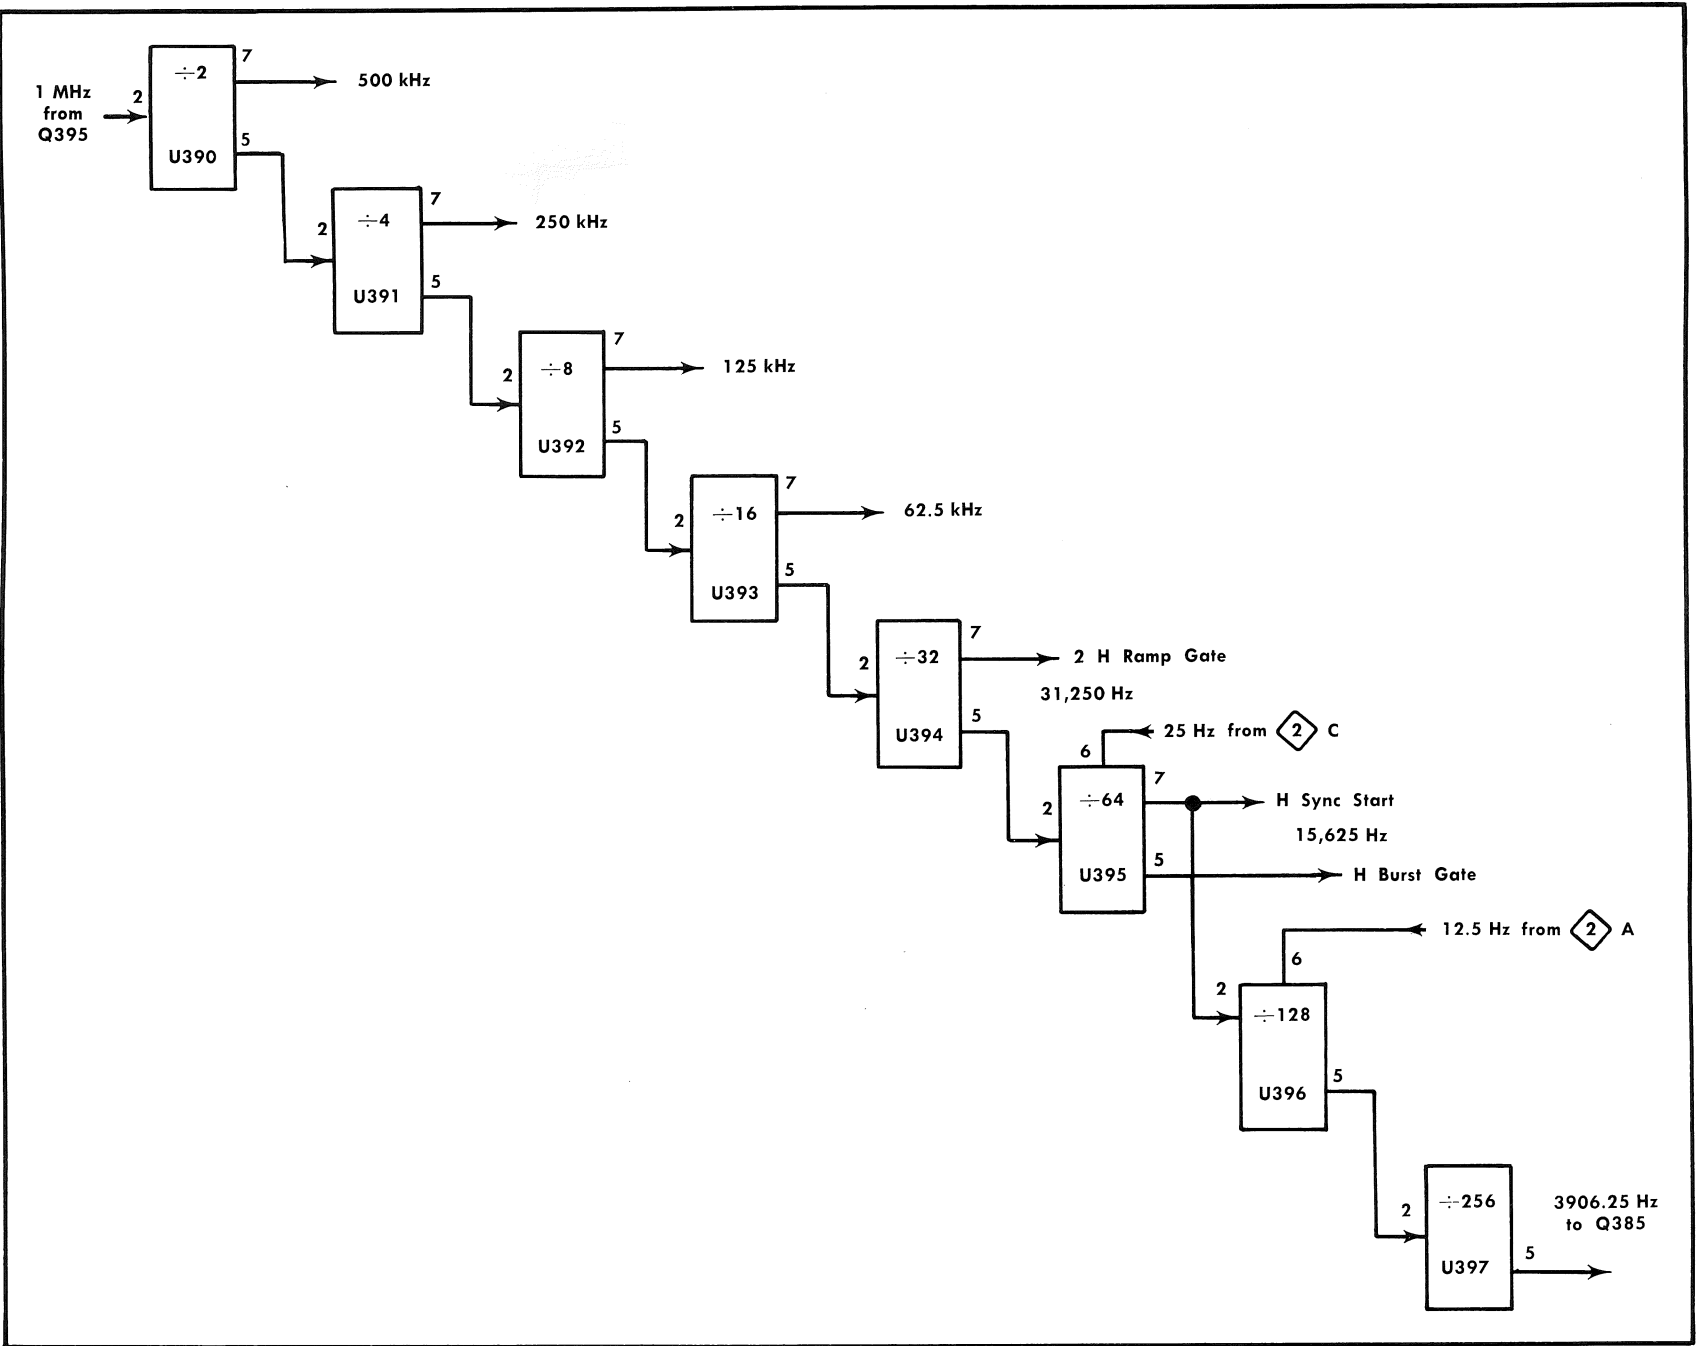 1 MHz
from
Q395
2
÷2
U390
7
500 kHz
5
2
÷4
U391
7
250 kHz
5
2
÷8
U392
7
125 kHz
5
2
÷16
U393
7
62.5 kHz
5
2
÷32
U394
7
2 H Ramp Gate
31,250 Hz
5
25 Hz from 2 C
6
2
÷64
U395
7
H Sync Start
15,625 Hz
5
H Burst Gate
12.5 Hz from 2 A
6
2
÷128
U396
5
2
÷256
U397
3906.25 Hz
to Q385
5